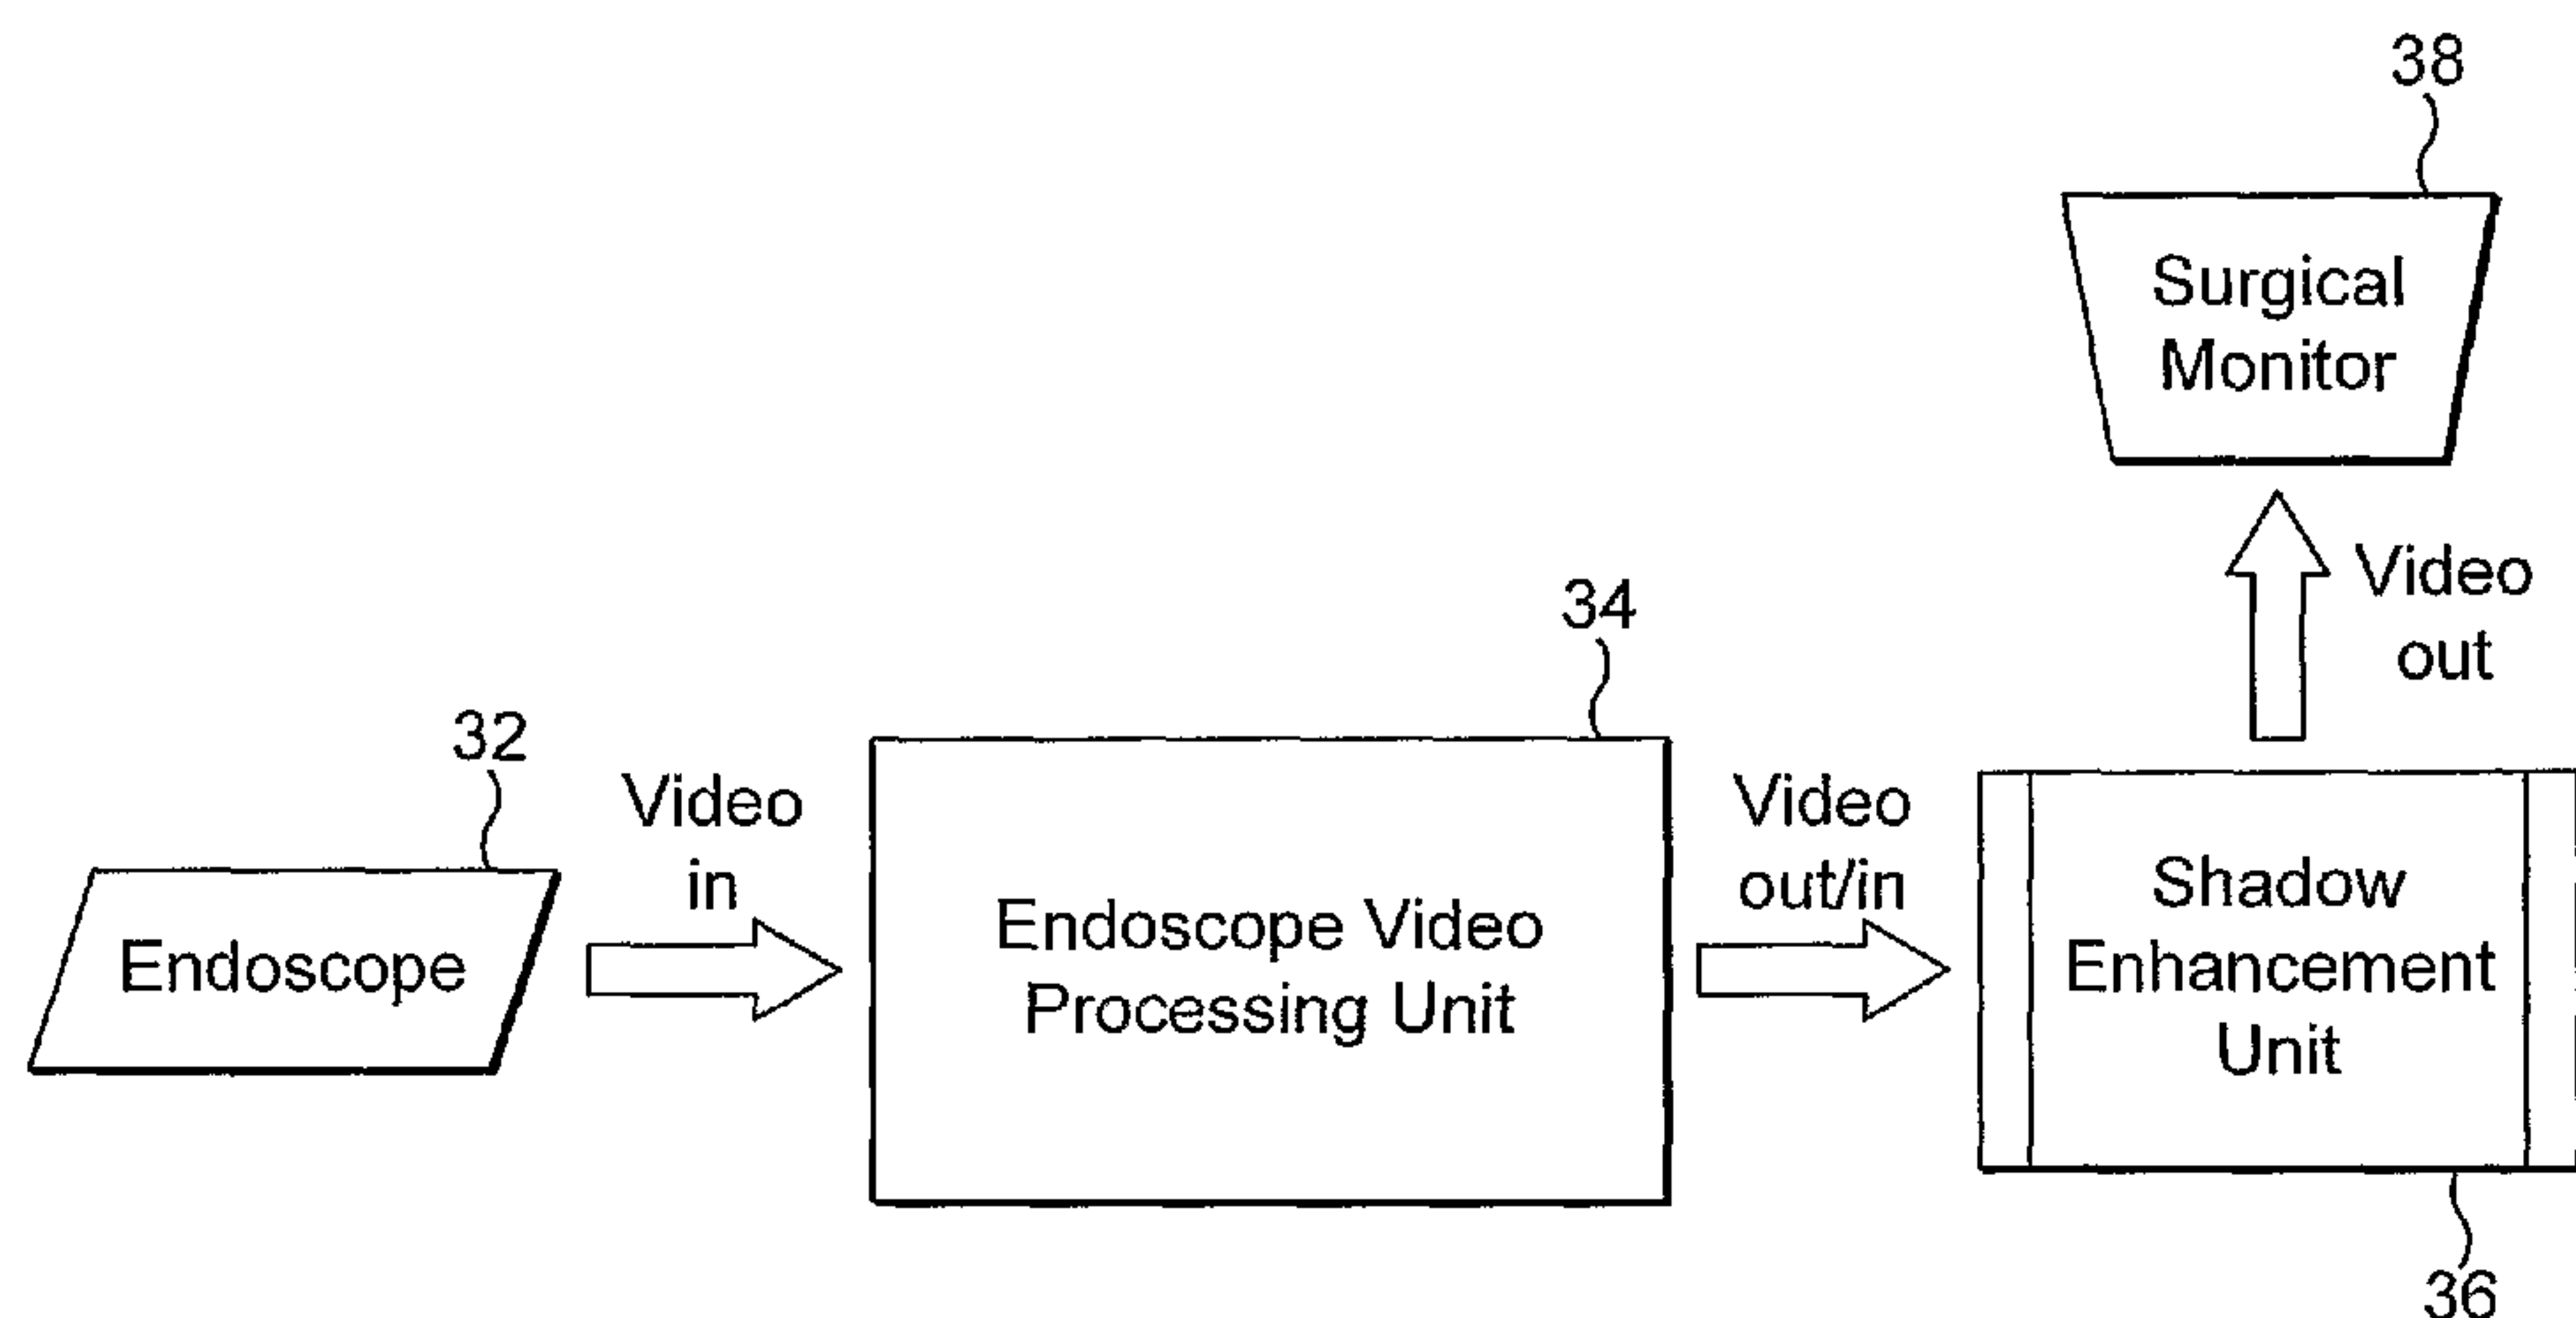 38
Surgical
Monitor
Video
out
34
32
Video
in
Video
out/in
Endoscope
Endoscope Video
Processing Unit
Shadow
Enhancement
Unit
36